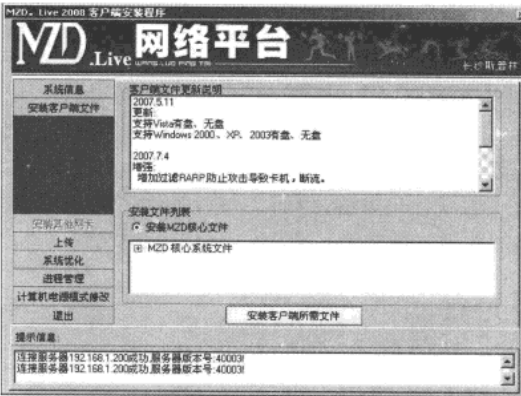 MZD. Live 2008 客户端安装程序
MZD.Live 网络平台
系统信息
安装客户端文件
安装其他网卡
上传
系统优化
进程管理
计算机电源模式修改
退出
客户端文件更新说明
2007.5.11
更新:
支持Vista有盘、无盘
支持Windows 2000、XP、2003有盘、无盘
2007.7.4
增强:
增加过滤RARP,防止攻击导致卡机，断流。
安装文件列表
安装MZD核心文件
MZD 核心系统文件
安装客户端所需文件
提示信息:
连接服务器192.168.1.200成功,服务器版本号:40003!
连接服务器192.168.1.200成功,服务器版本号:40003!